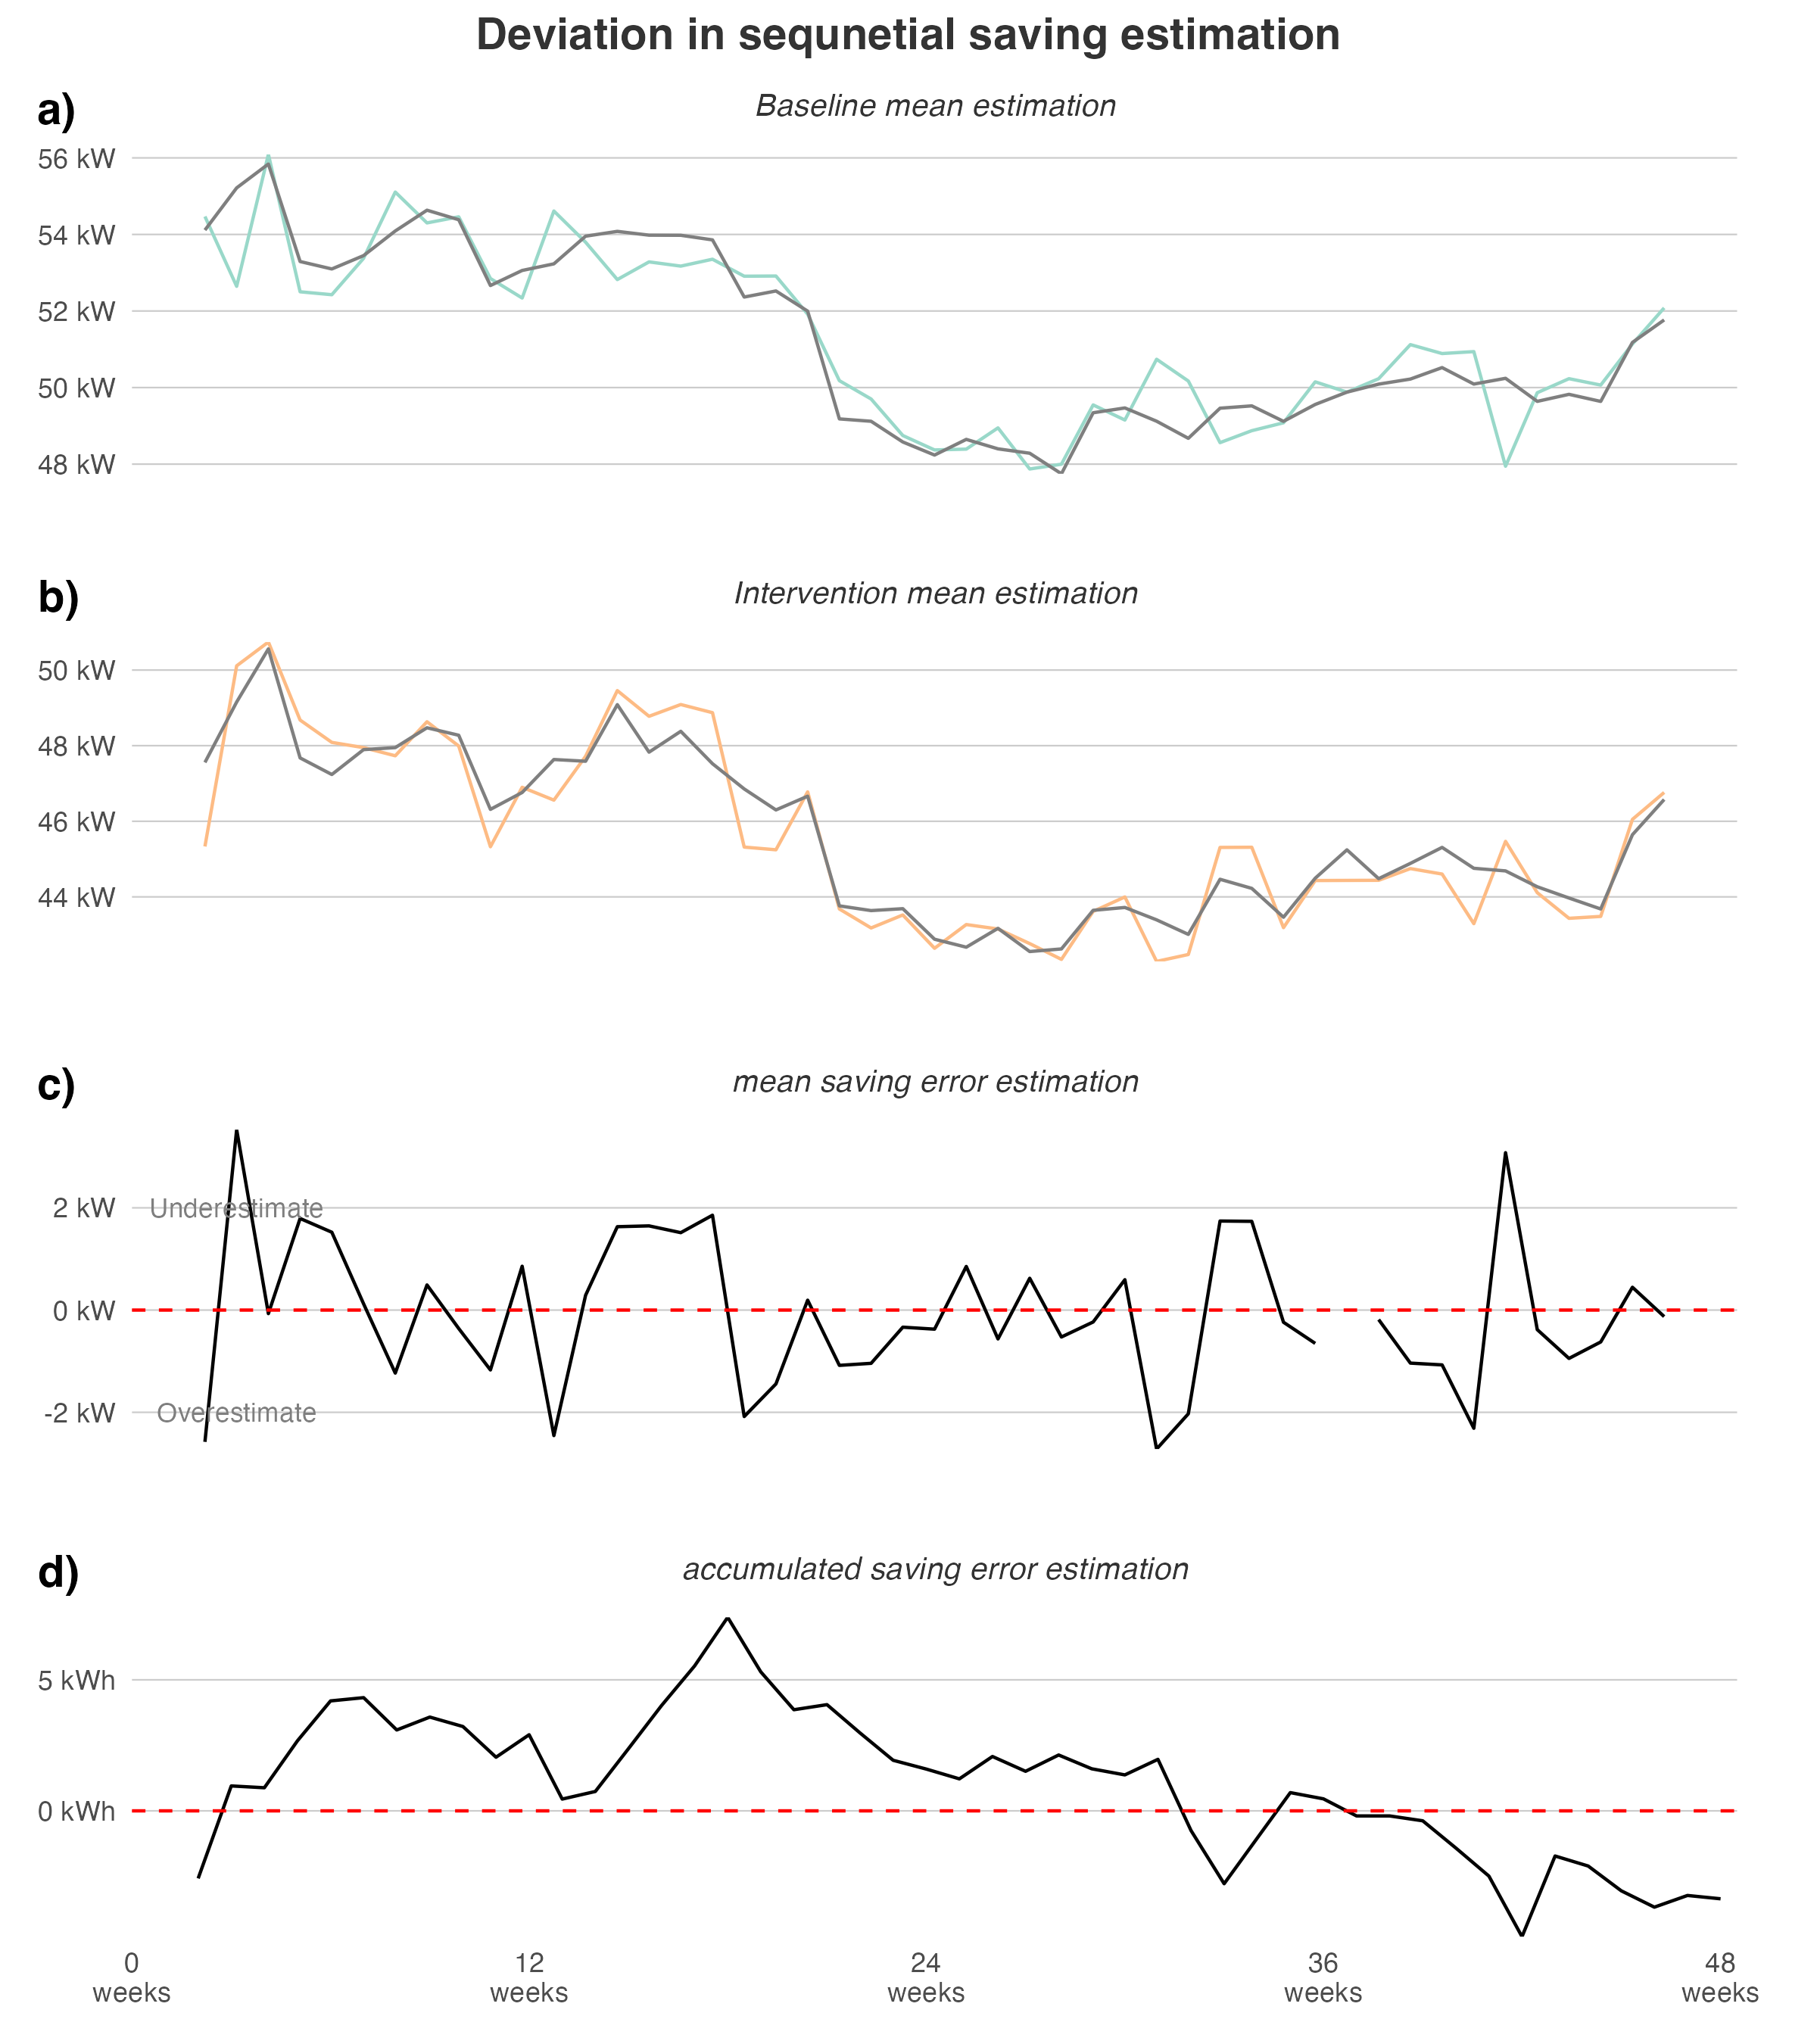 Deviation in sequnetial saving estimation
a)
Baseline mean estimation
56 kW
54 kW
52 kW
50 kW
48 kW
b)
Intervention mean estimation
50 kW
48 kW
46 kW
44 kW
c)
mean saving error estimation
2 kW
Underestimate
0 kW
-2 kW
Overestimate
d)
accumulated saving error estimation
5 kWh
0 kWh
0
weeks
12
weeks
24
weeks
36
weeks
48
weeks